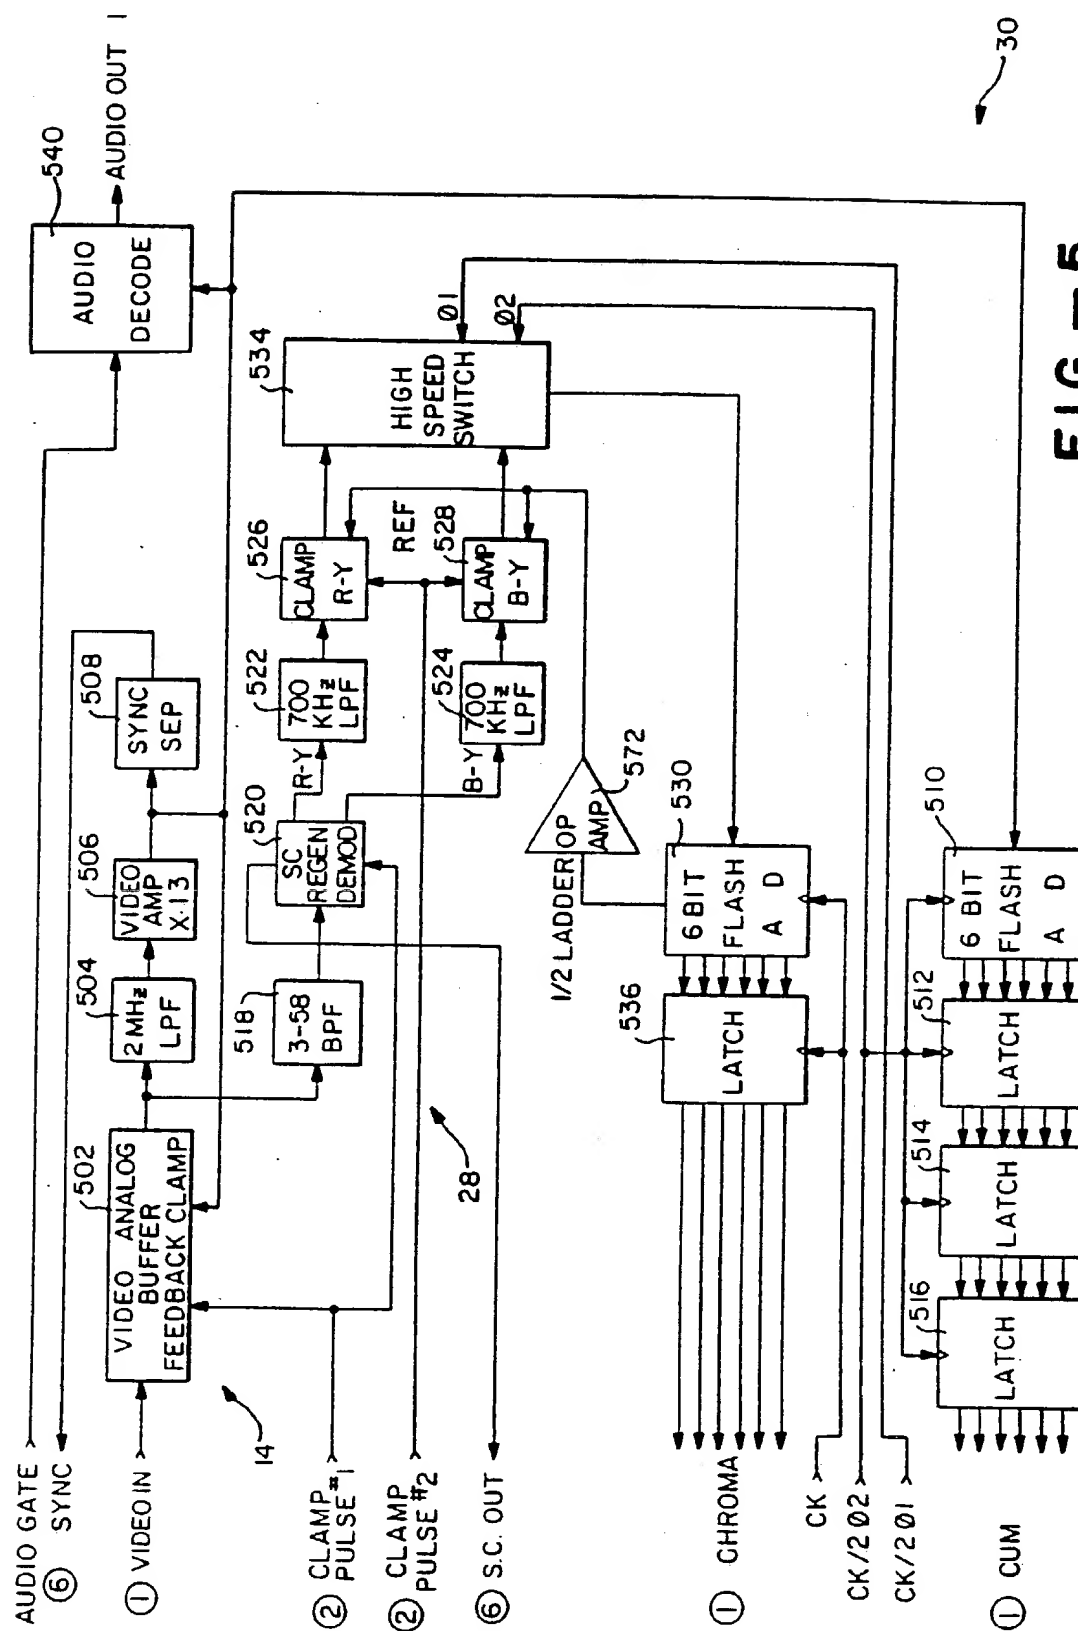 AUDIO GATE
⑥ SYNC
① VIDEO IN
② CLAMP
PULSE #1
② CLAMP
PULSE #2
⑥ S.C. OUT
① CHROMA
CK
CK/2 Ø2
CK/2 Ø1
① CUM
14
28
30
502
VIDEO ANALOG
BUFFER
FEEDBACK CLAMP
504
2 MHz
LPF
506
VIDEO
AMP
X·13
508
SYNC
SEP
540
AUDIO
DECODE
AUDIO OUT 1
518
3-58
BPF
520
SC
REGEN
DEMOD
R-Y
B-Y
522
700
KHz
LPF
524
700
KHz
LPF
526
CLAMP
R-Y
REF
528
CLAMP
B-Y
534
HIGH
SPEED
SWITCH
Ø1
Ø2
1/2 LADDER
OP
AMP
572
530
6 BIT
FLASH
A D
536
LATCH
510
6 BIT
FLASH
A D
512
LATCH
514
LATCH
516
LATCH
FIG — 5